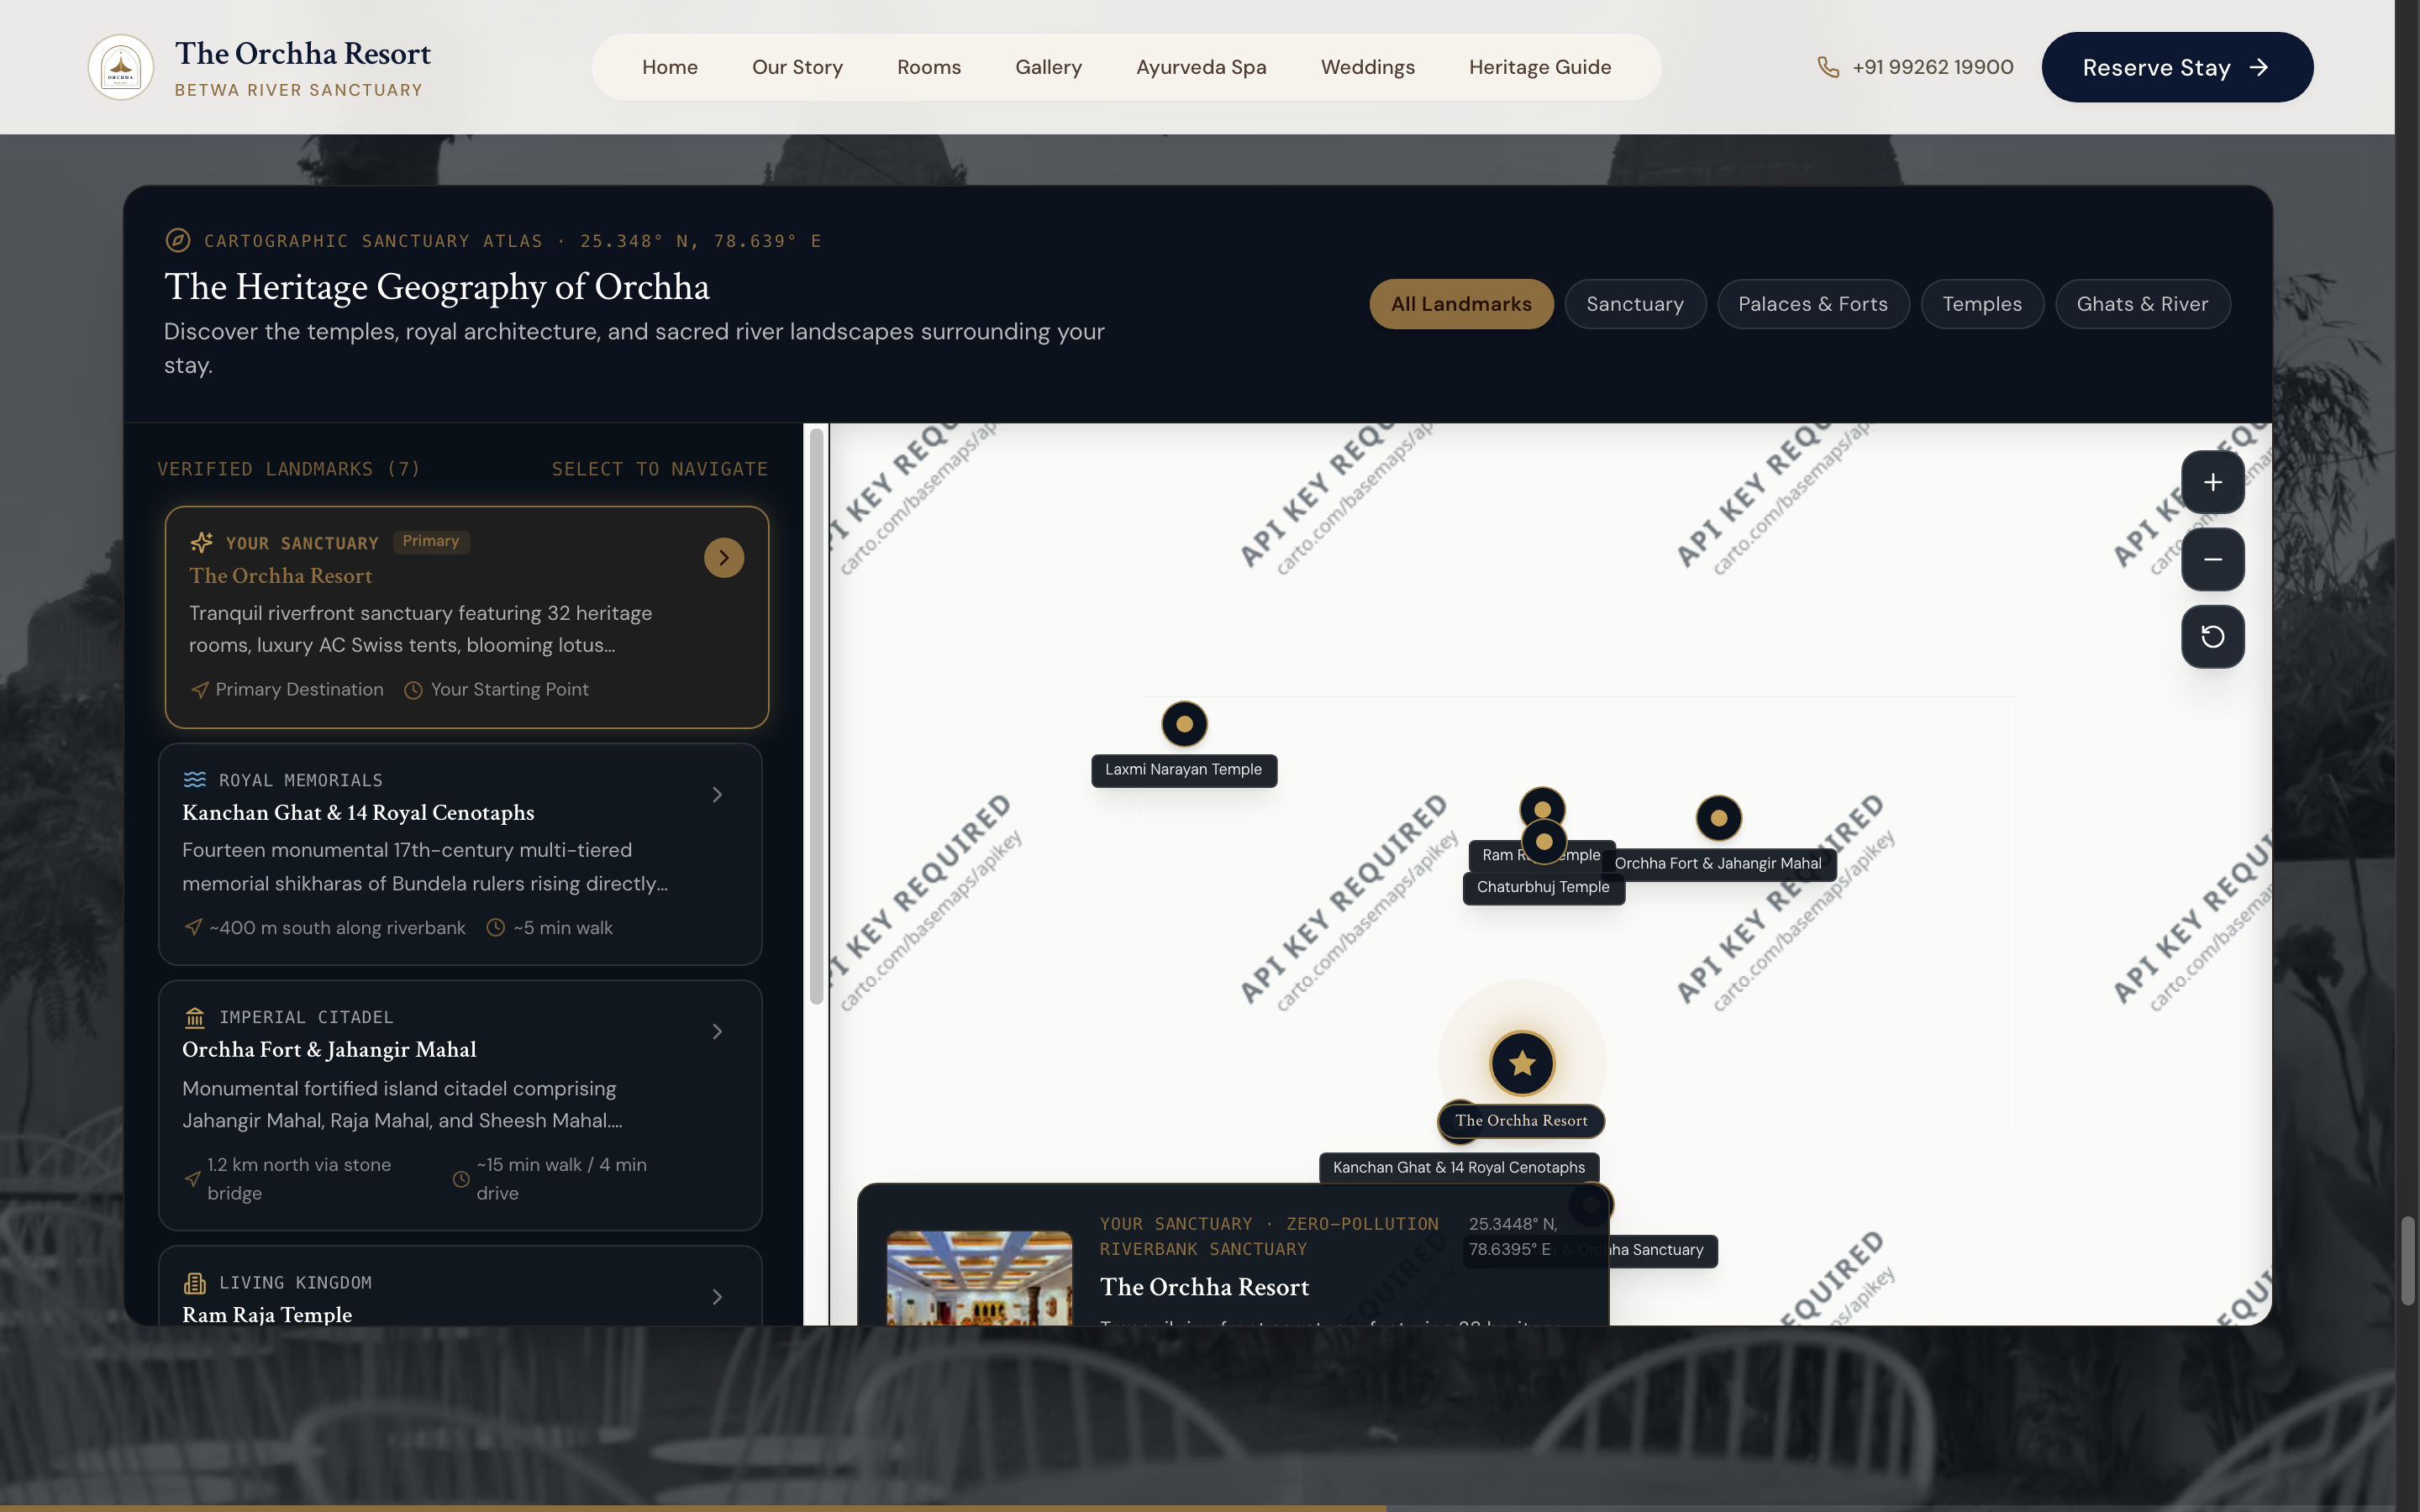 The Orchha Resort
BETWA RIVER SANCTUARY
Home
Our Story
Rooms
Gallery
Ayurveda Spa
Weddings
Heritage Guide
+91 99262 19900
Reserve Stay
CARTOGRAPHIC SANCTUARY ATLAS · 25.348° N, 78.639° E
The Heritage Geography of Orchha
Discover the temples, royal architecture, and sacred river landscapes surrounding your
stay.
All Landmarks
Sanctuary
Palaces & Forts
Temples
Ghats & River
VERIFIED LANDMARKS (7)
SELECT TO NAVIGATE
YOUR SANCTUARY
Primary
The Orchha Resort
Tranquil riverfront sanctuary featuring 32 heritage
rooms, luxury AC Swiss tents, blooming lotus...
Primary Destination
Your Starting Point
ROYAL MEMORIALS
Kanchan Ghat & 14 Royal Cenotaphs
Fourteen monumental 17th-century multi-tiered
memorial shikharas of Bundela rulers rising directly...
~400 m south along riverbank
~5 min walk
IMPERIAL CITADEL
Orchha Fort & Jahangir Mahal
Monumental fortified island citadel comprising
Jahangir Mahal, Raja Mahal, and Sheesh Mahal....
1.2 km north via stone
bridge
~15 min walk / 4 min
drive
LIVING KINGDOM
Ram Raja Temple
API KEY REQUIRED
carto.com/basemaps/apikey
API KEY REQUIRED
carto.com/basemaps/apikey
Laxmi Narayan Temple
Orchha Fort & Jahangir Mahal
Chaturbhuj Temple
The Orchha Resort
Kanchan Ghat & 14 Royal Cenotaphs
YOUR SANCTUARY · ZERO-POLLUTION
RIVERBANK SANCTUARY
25.3448° N,
78.6395° E
Sanctuary
The Orchha Resort